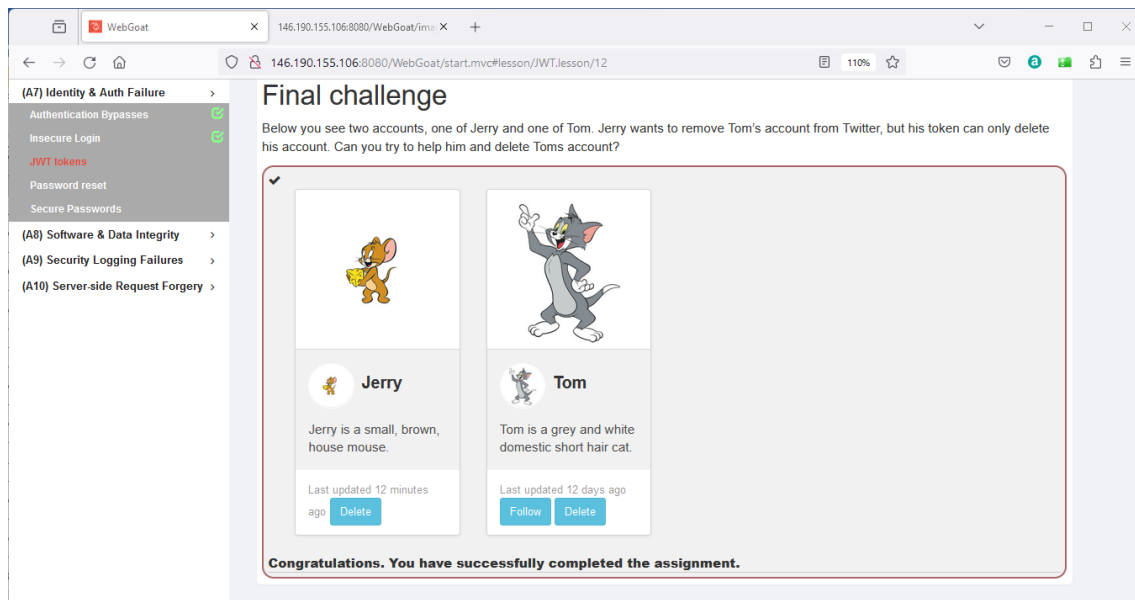 WebGoat
146.190.155.106:8080/WebGoat/ima
146.190.155.106:8080/WebGoat/start.mvc#lesson/JWT.lesson/12
110%
(A7) Identity & Auth Failure
Authentication Bypasses
Insecure Login
JWT tokens
Password reset
Secure Passwords
(A8) Software & Data Integrity
(A9) Security Logging Failures
(A10) Server-side Request Forgery
Final challenge
Below you see two accounts, one of Jerry and one of Tom. Jerry wants to remove Tom's account from Twitter, but his token can only delete
his account. Can you try to help him and delete Toms account?
Jerry
Jerry is a small, brown,
house mouse.
Last updated 12 minutes
ago Delete
Tom
Tom is a grey and white
domestic short hair cat.
Last updated 12 days ago
Follow Delete
Congratulations. You have successfully completed the assignment.